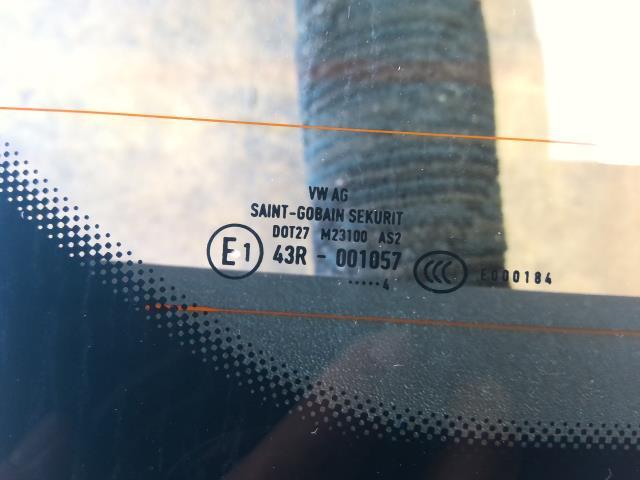 VW AG
SAINT-GOBAIN SEKURIT
DOT27 M23100 AS2
E1 43R - 001057
CCC E000184
.....4